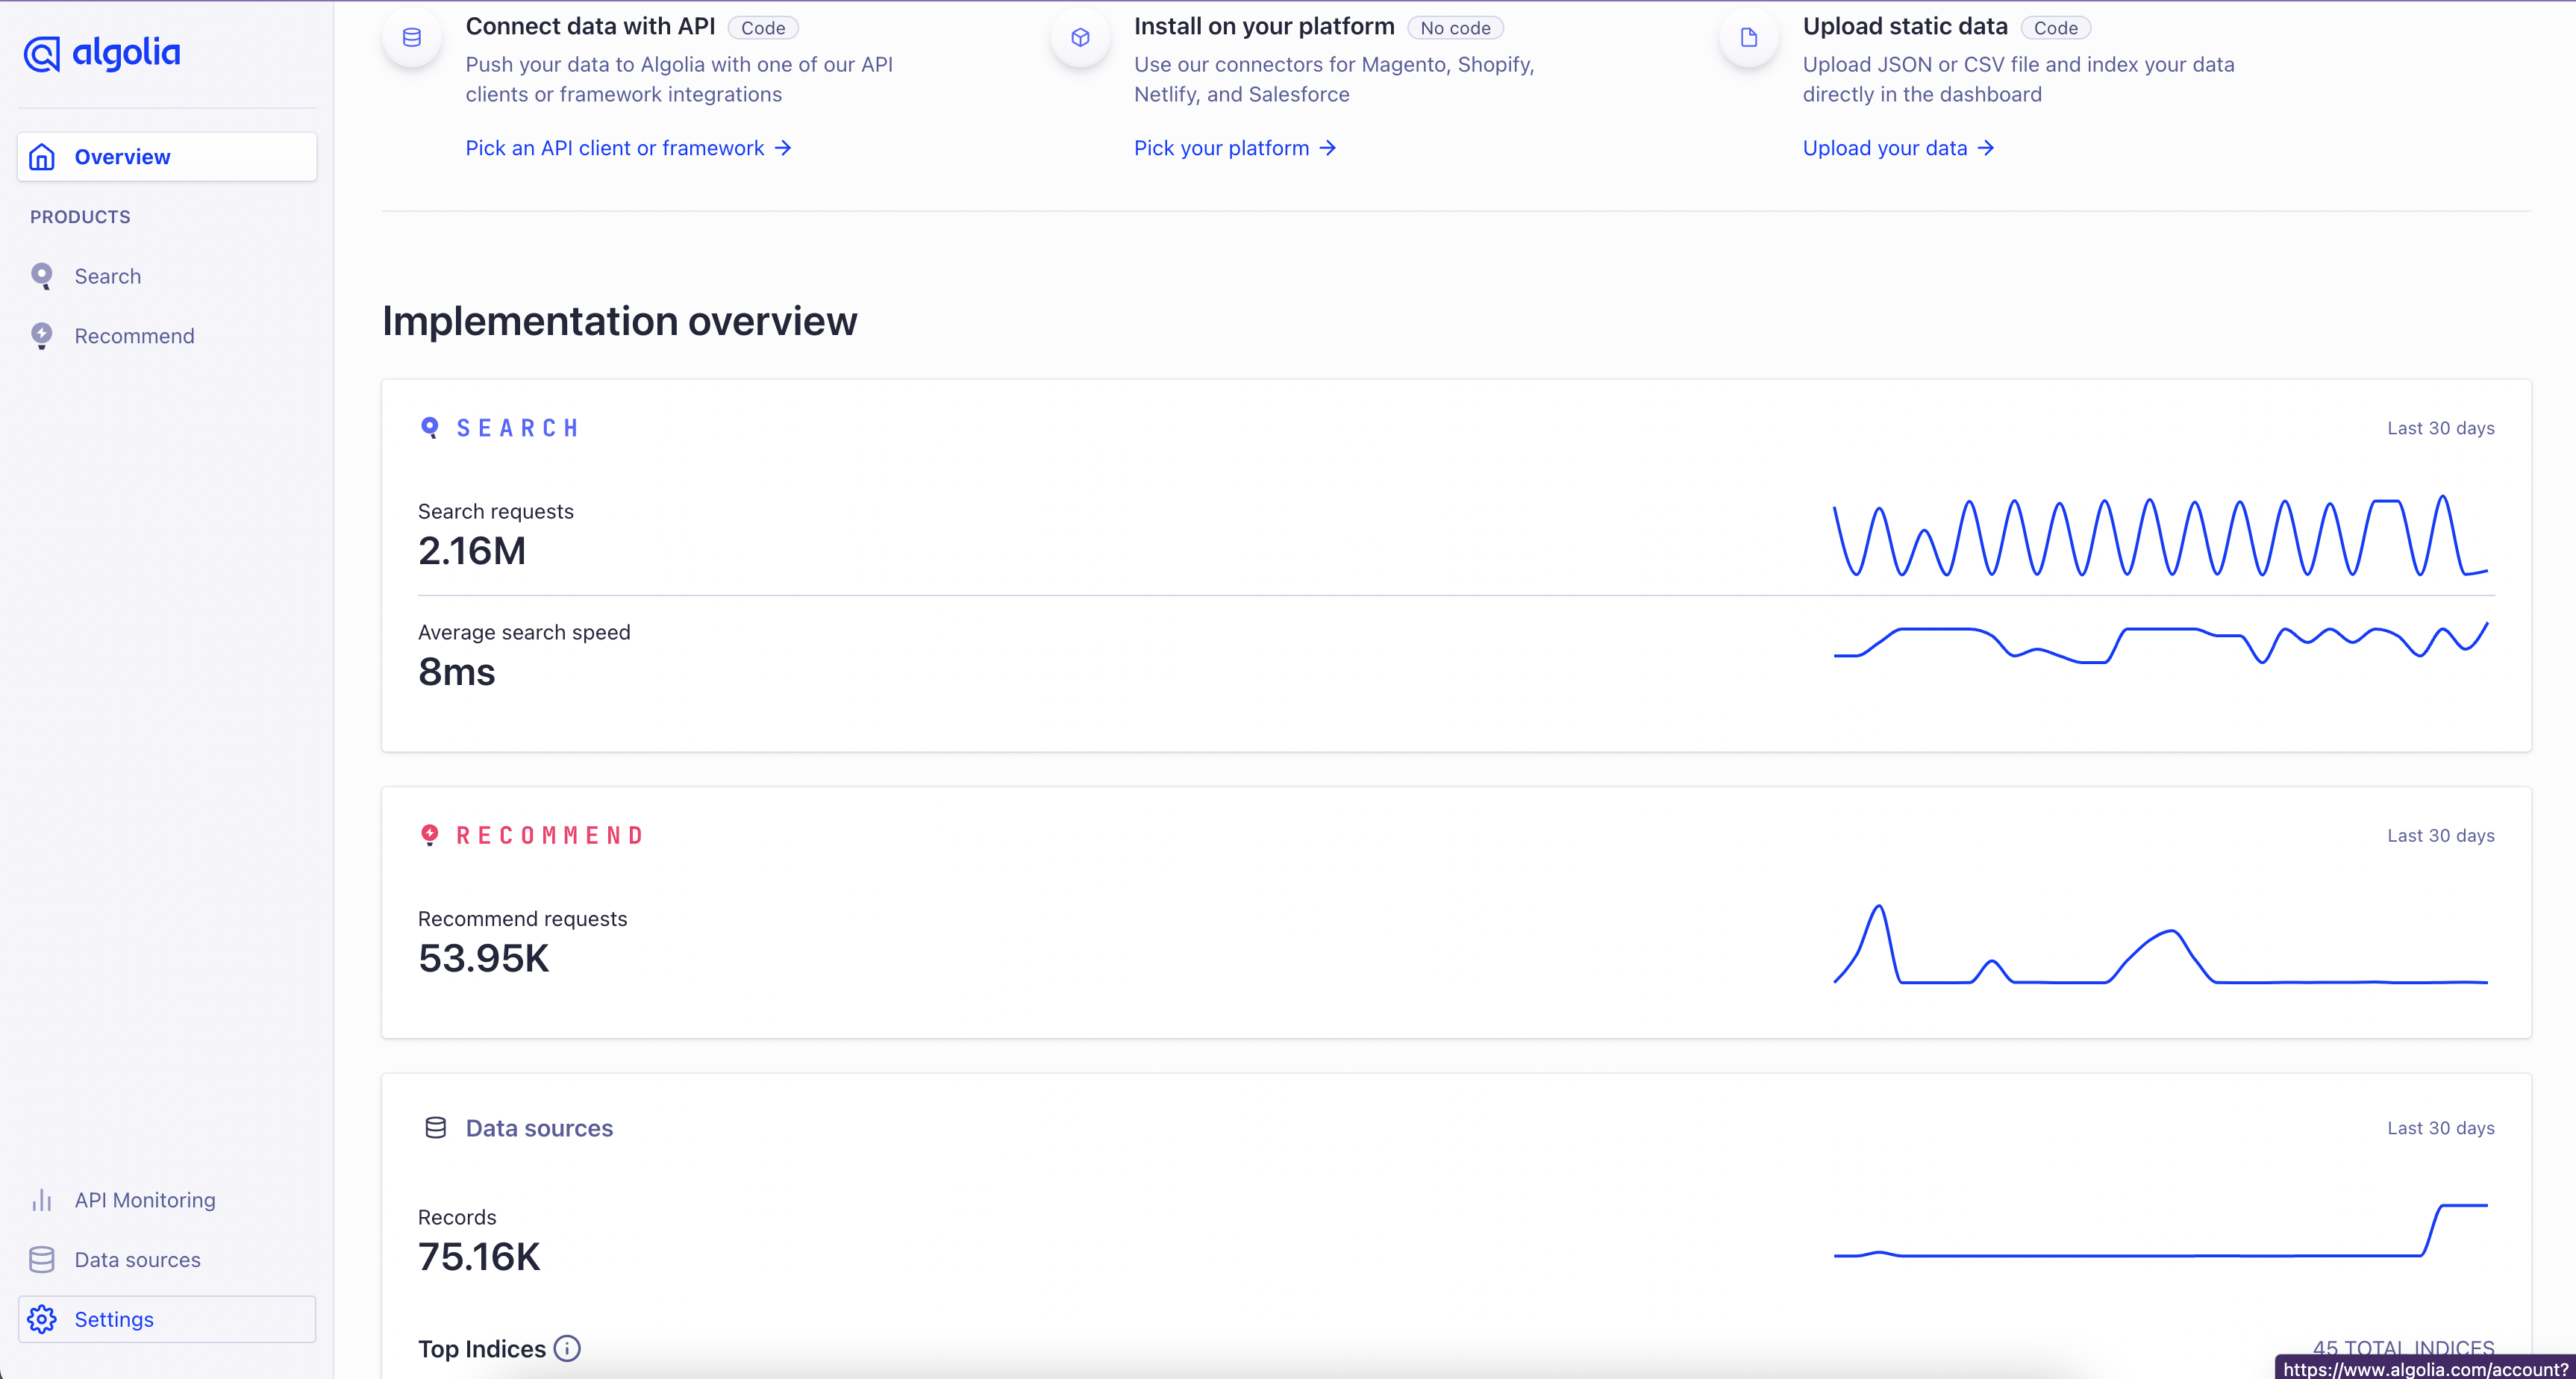 algolia
Overview
PRODUCTS
Search
Recommend
API Monitoring
Data sources
Settings
Connect data with API Code
Push your data to Algolia with one of our API
clients or framework integrations
Pick an API client or framework →
Install on your platform No code
Use our connectors for Magento, Shopify,
Netlify, and Salesforce
Pick your platform →
Upload static data Code
Upload JSON or CSV file and index your data
directly in the dashboard
Upload your data →
Implementation overview
SEARCH
Last 30 days
Search requests
2.16M
Average search speed
8ms
RECOMMEND
Last 30 days
Recommend requests
53.95K
Data sources
Last 30 days
Records
75.16K
Top Indices
45 TOTAL INDICES
https://www.algolia.com/account?